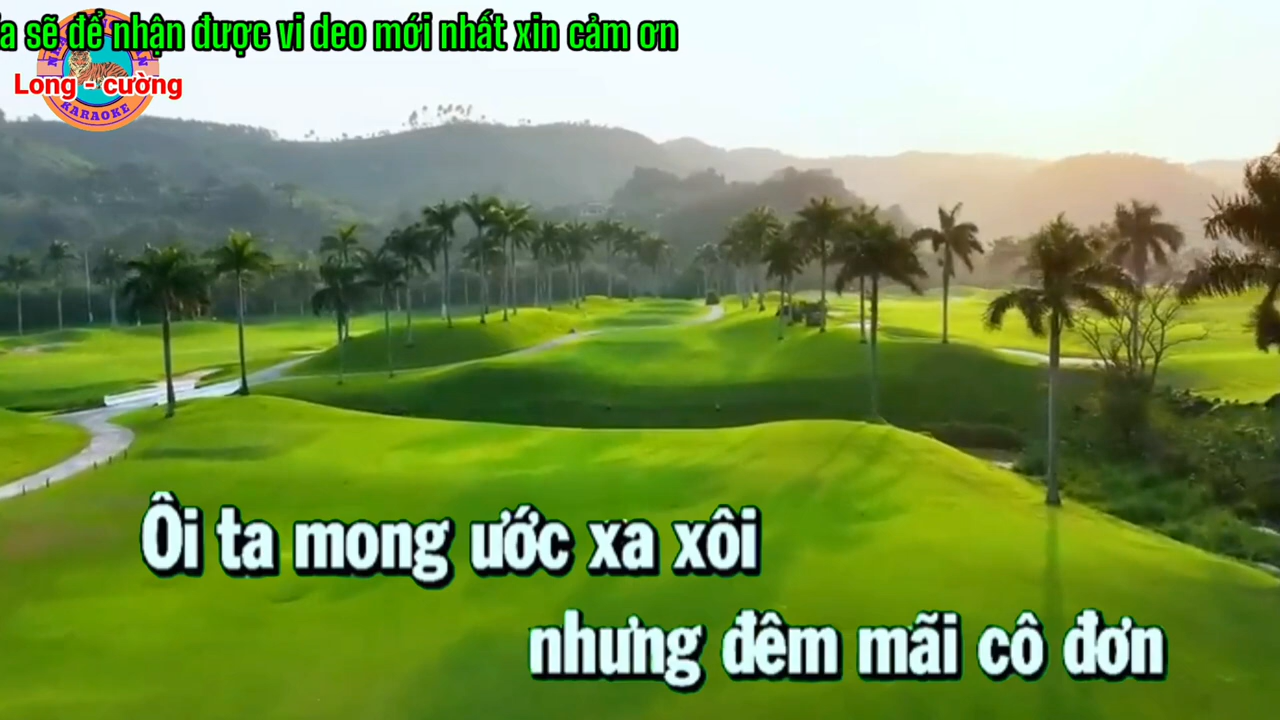 sẽ để nhận được vi deo mới nhất xin cảm ơn
Long - cường
KARAOKE
Ôi ta mong ước xa xôi
nhưng đêm mãi cô đơn